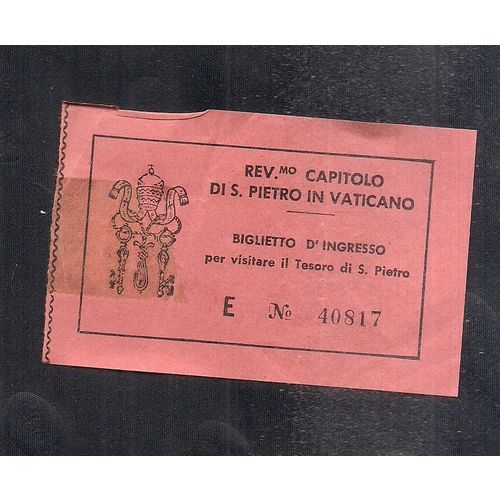 REV.MO CAPITOLO
DI S. PIETRO IN VATICANO
BIGLIETTO D'INGRESSO
per visitare il Tesoro di S. Pietro
E No 40817